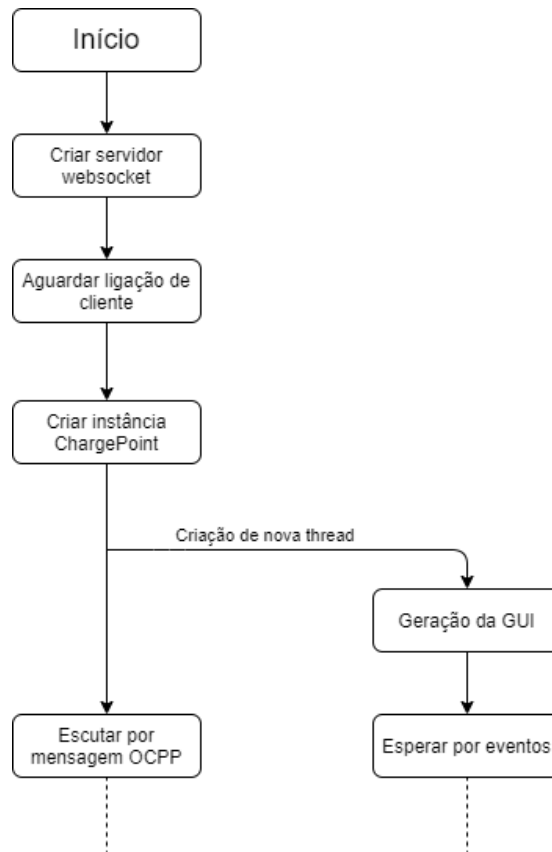 Início
Criar servidor
websocket
Aguardar ligação de
cliente
Criar instância
ChargePoint
Criação de nova thread
Geração da GUI
Escutar por
mensagem OCPP
Esperar por eventos